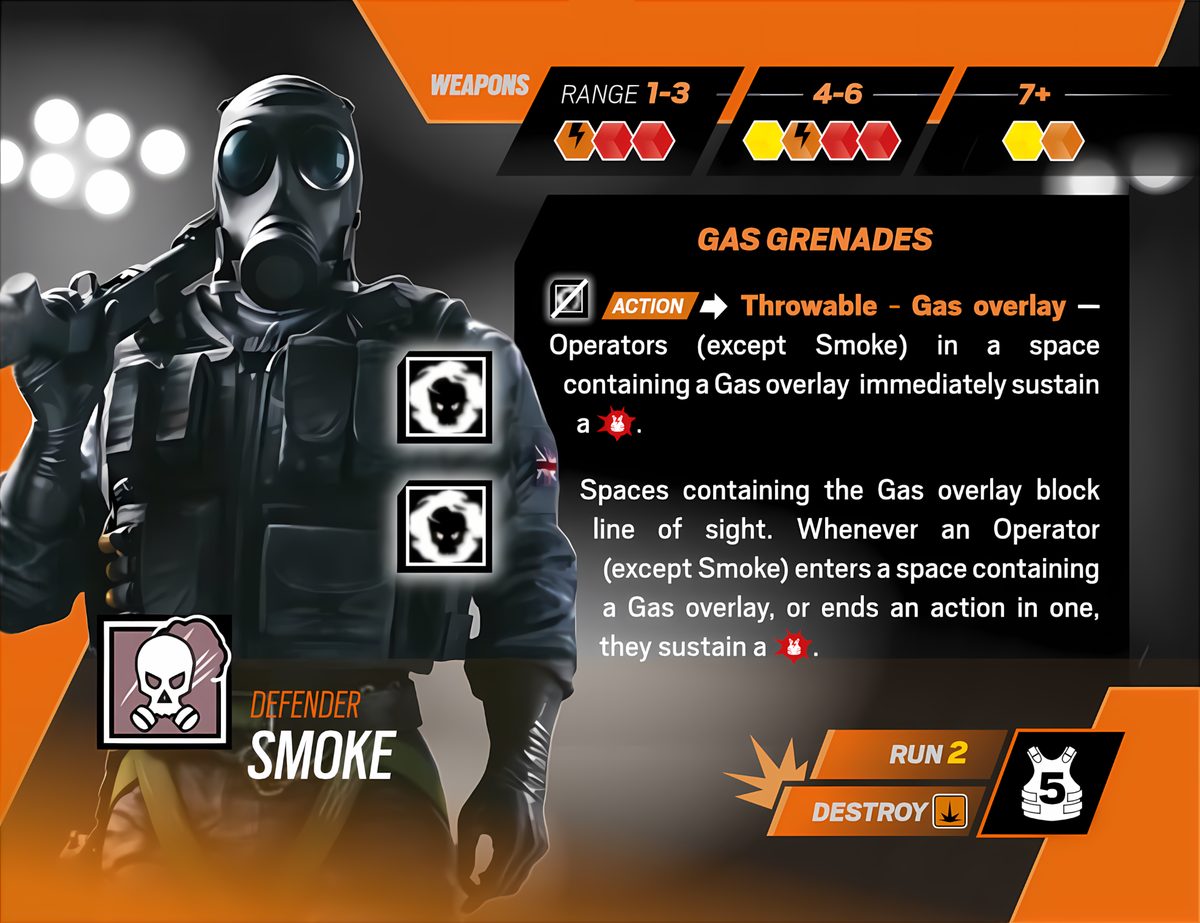 WEAPONS
RANGE 1-3
4-6
7+
GAS GRENADES
ACTION Throwable - Gas overlay —
Operators (except Smoke) in a space
containing a Gas overlay immediately sustain
a .
Spaces containing the Gas overlay block
line of sight. Whenever an Operator
(except Smoke) enters a space containing
a Gas overlay, or ends an action in one,
they sustain a .
DEFENDER
SMOKE
RUN 2
DESTROY
5